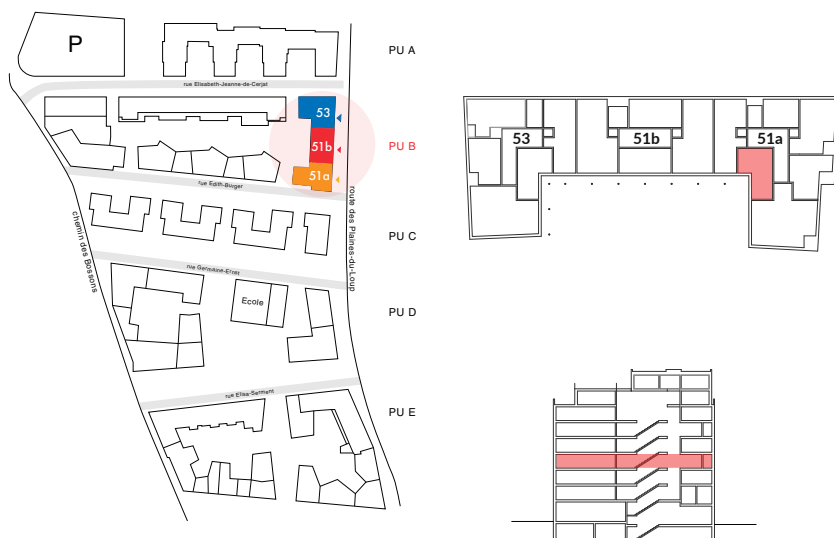 P
PU A
rue Elisabeth-Jeanne-de-Cerjat
53
51b
PU B
51a
rue Edith-Burger
route des Plaines-du-Loup
chemin des Bossons
PU C
rue Germaine-Ernst
Ecole
PU D
rue Elisa-Serment
PU E
53
51b
51a